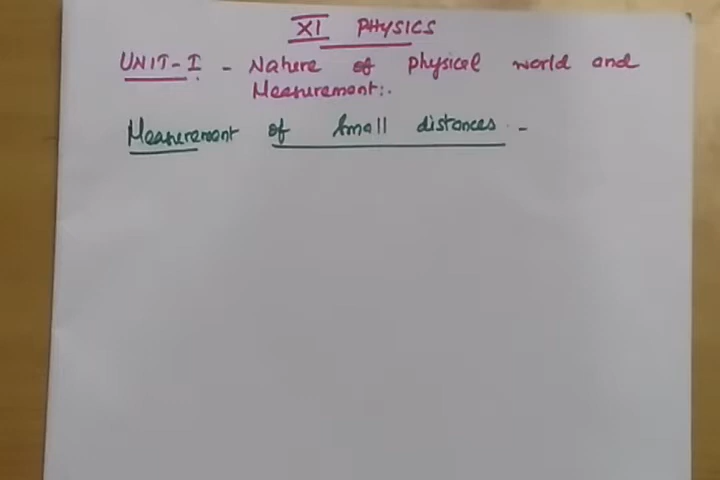 XI PHYSICS
UNIT-I - Nature of physical world and
Measurement:.
Measurement of small distances -